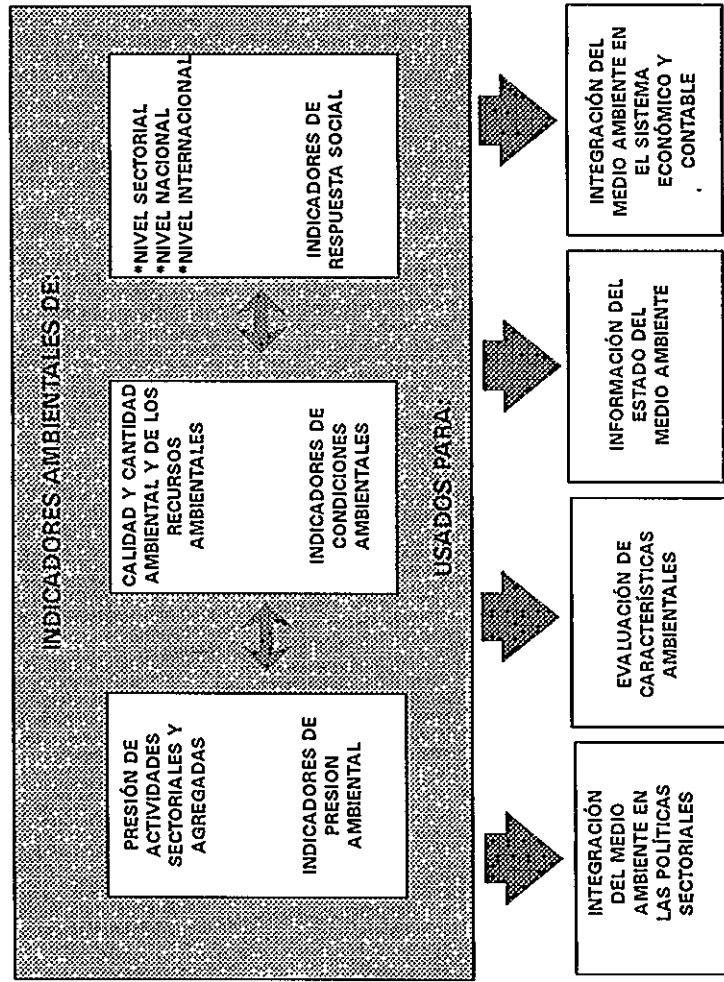 INDICADORES AMBIENTALES DE:
PRESIÓN DE
ACTIVIDADES
SECTORIALES Y
AGREGADAS
INDICADORES DE
PRESION
AMBIENTAL
CALIDAD Y CANTIDAD
AMBIENTAL Y DE LOS
RECURSOS
AMBIENTALES
INDICADORES DE
CONDICIONES
AMBIENTALES
*NIVEL SECTORIAL
*NIVEL NACIONAL
*NIVEL INTERNACIONAL
INDICADORES DE
RESPUESTA SOCIAL
USADOS PARA:
INTEGRACIÓN
DEL MEDIO
AMBIENTE EN
LAS POLÍTICAS
SECTORIALES
EVALUACIÓN DE
CARACTERÍSTICAS
AMBIENTALES
INFORMACIÓN DEL
ESTADO DEL
MEDIO AMBIENTE
INTEGRACIÓN DEL
MEDIO AMBIENTE EN
EL SISTEMA
ECONÓMICO Y
CONTABLE